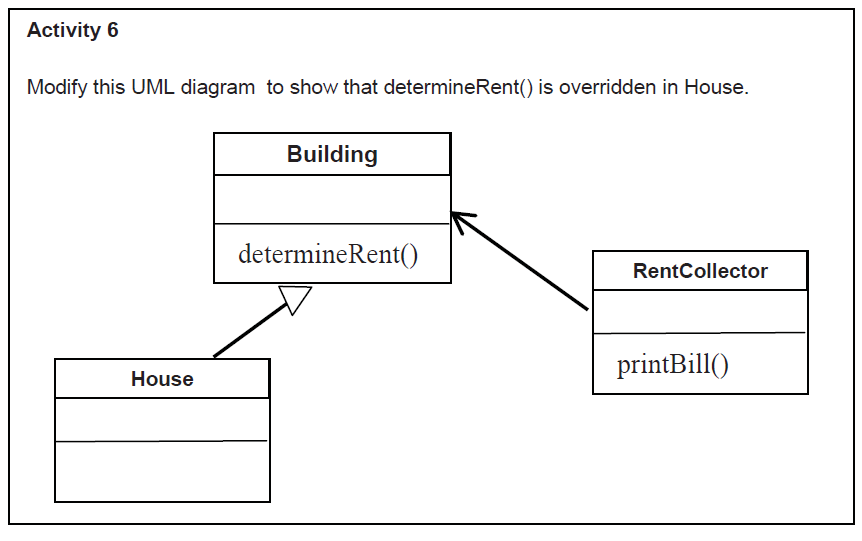 Activity 6
Modify this UML diagram  to show that determineRent() is overridden in House.
Building
determineRent()
RentCollector
printBill()
House